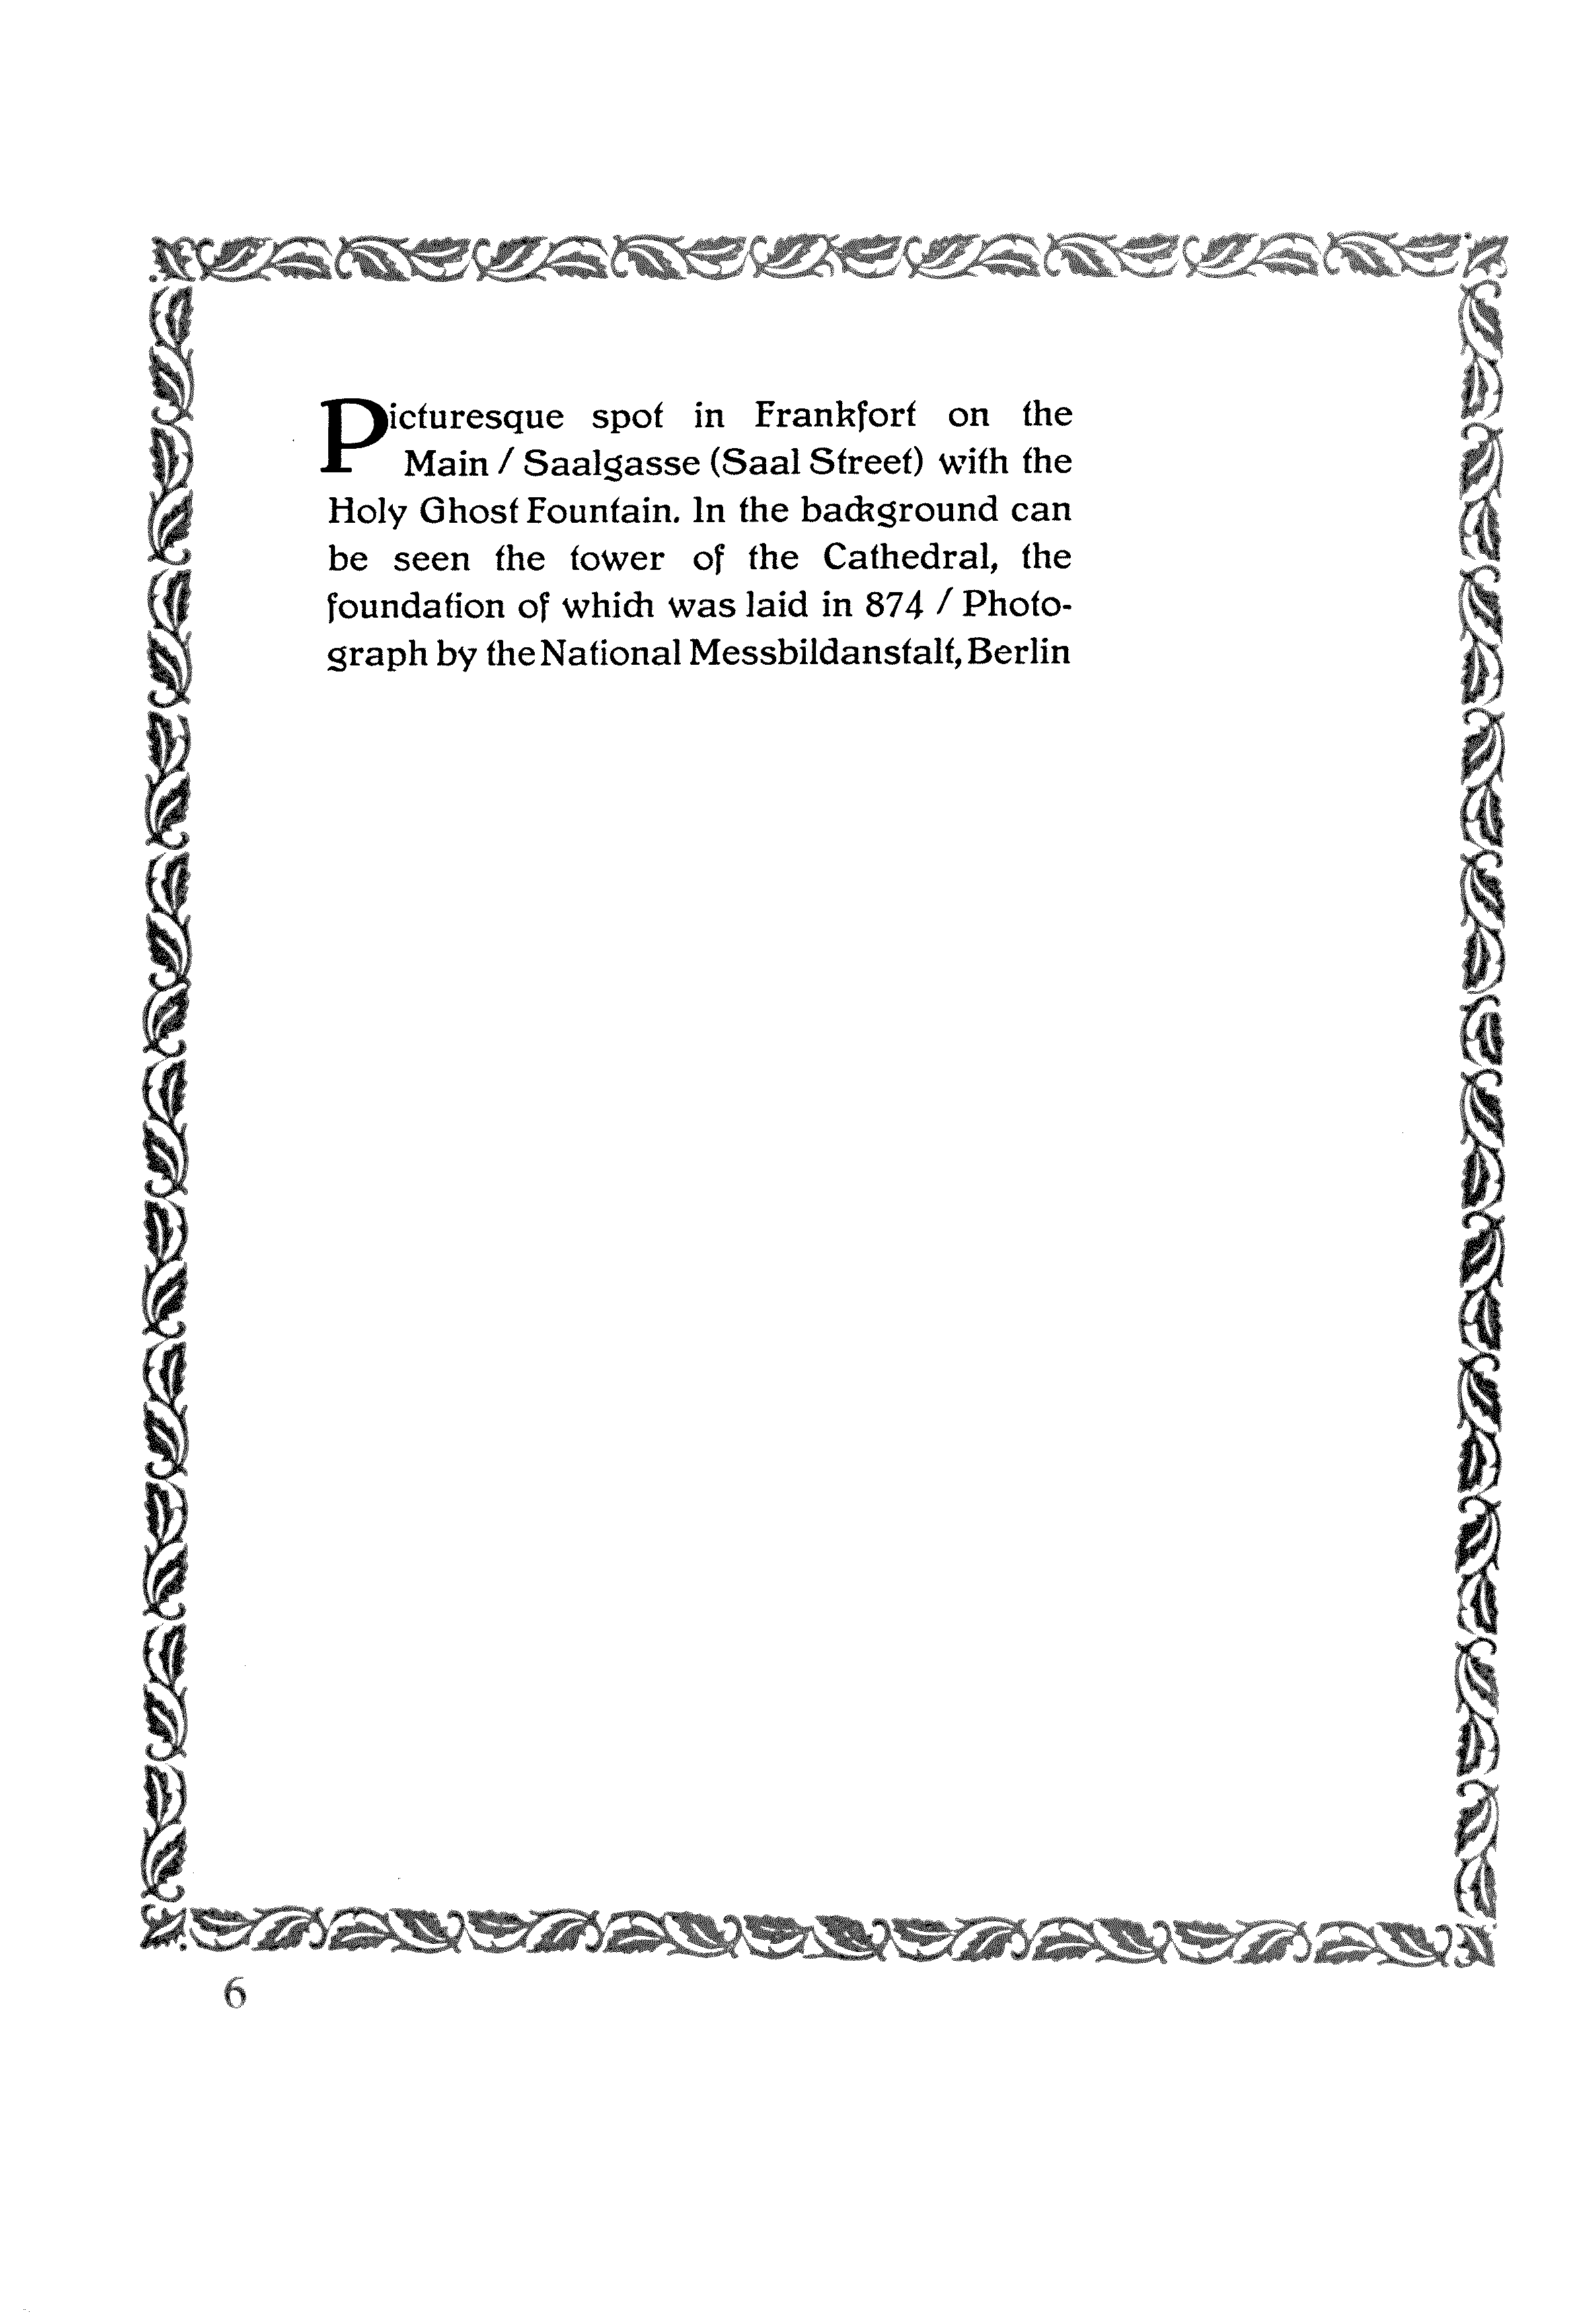 Picturesque spot in Frankfort on the
Main / Saalgasse (Saal Street) with the
Holy Ghost Fountain. In the background can
be seen the tower of the Cathedral, the
foundation of which was laid in 874 / Photo-
graph by the National Messbildanstalt, Berlin
6